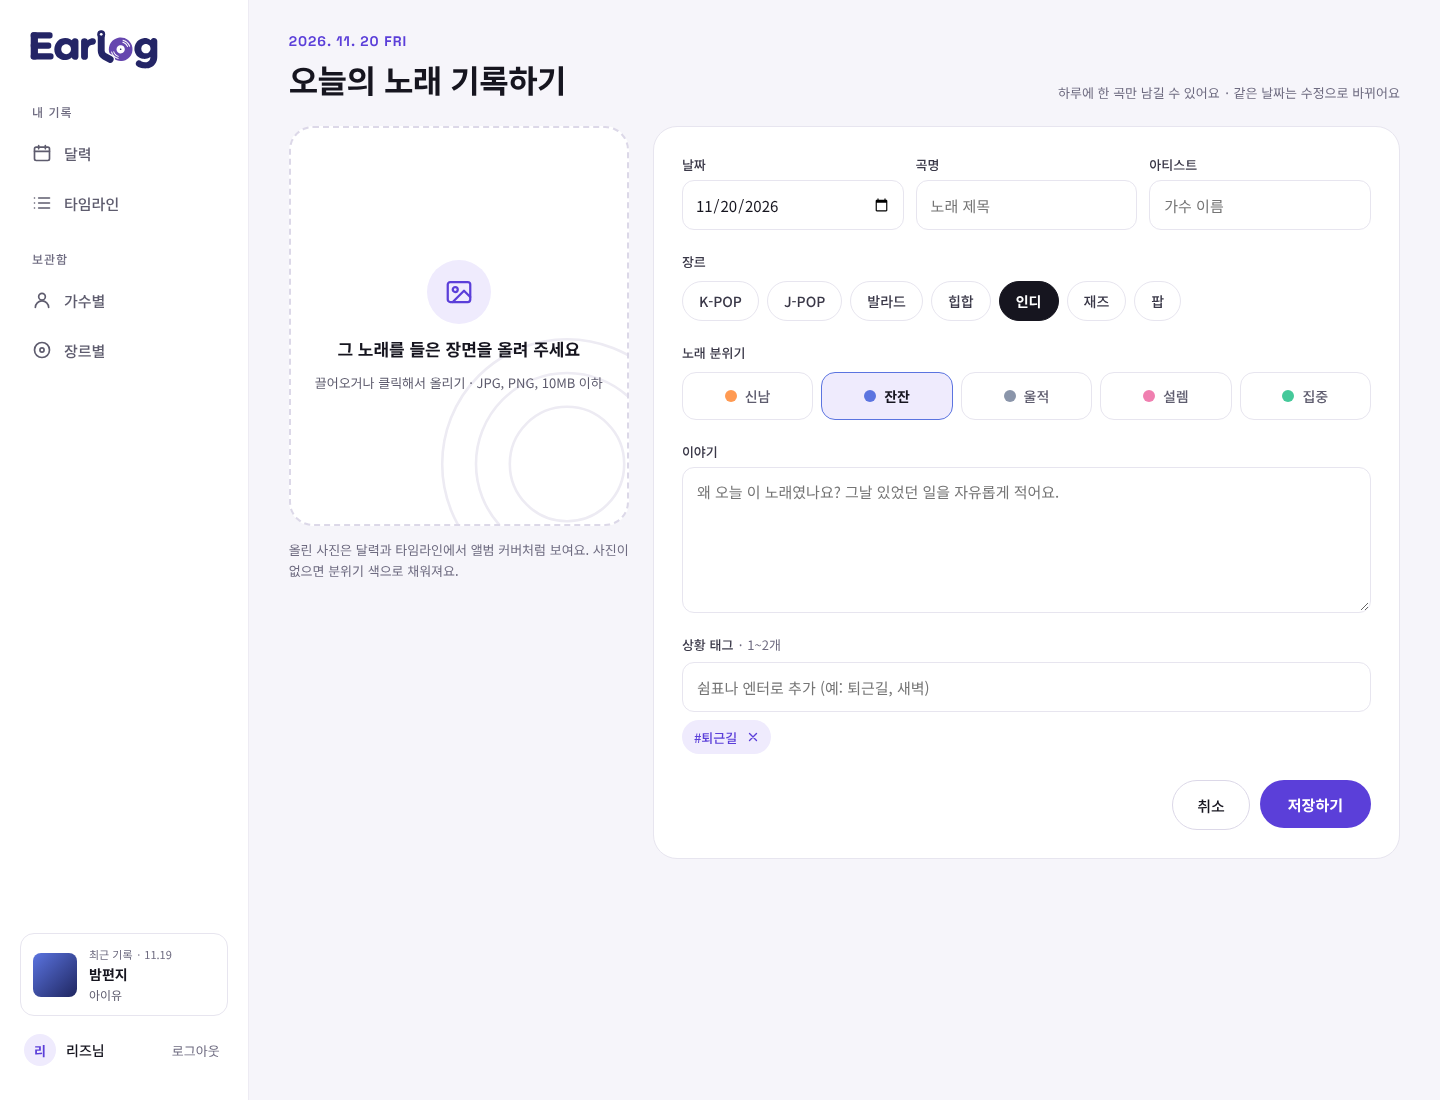 Earlog
내 기록
달력
타임라인
보관함
가수별
장르별
최근 기록 · 11.19
밤편지
아이유
리
리즈님
로그아웃
2026. 11. 20 FRI
오늘의 노래 기록하기
하루에 한 곡만 남길 수 있어요 · 같은 날짜는 수정으로 바뀌어요
그 노래를 들은 장면을 올려 주세요
끌어오거나 클릭해서 올리기 · JPG, PNG, 10MB 이하
올린 사진은 달력과 타임라인에서 앨범 커버처럼 보여요. 사진이
없으면 분위기 색으로 채워져요.
날짜
곡명
아티스트
11/20/2026
노래 제목
가수 이름
장르
K-POP
J-POP
발라드
힙합
인디
재즈
팝
노래 분위기
신남
잔잔
울적
설렘
집중
이야기
왜 오늘 이 노래였나요? 그날 있었던 일을 자유롭게 적어요.
상황 태그 · 1~2개
쉼표나 엔터로 추가 (예: 퇴근길, 새벽)
#퇴근길
취소
저장하기